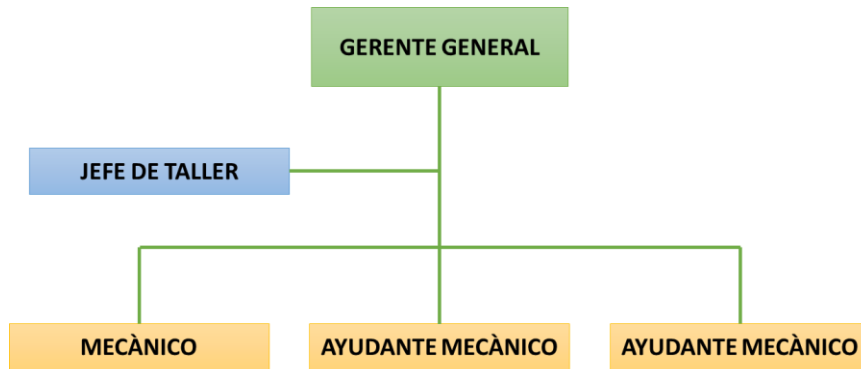 GERENTE GENERAL
JEFE DE TALLER
MECÀNICO
AYUDANTE MECÀNICO
AYUDANTE MECÀNICO